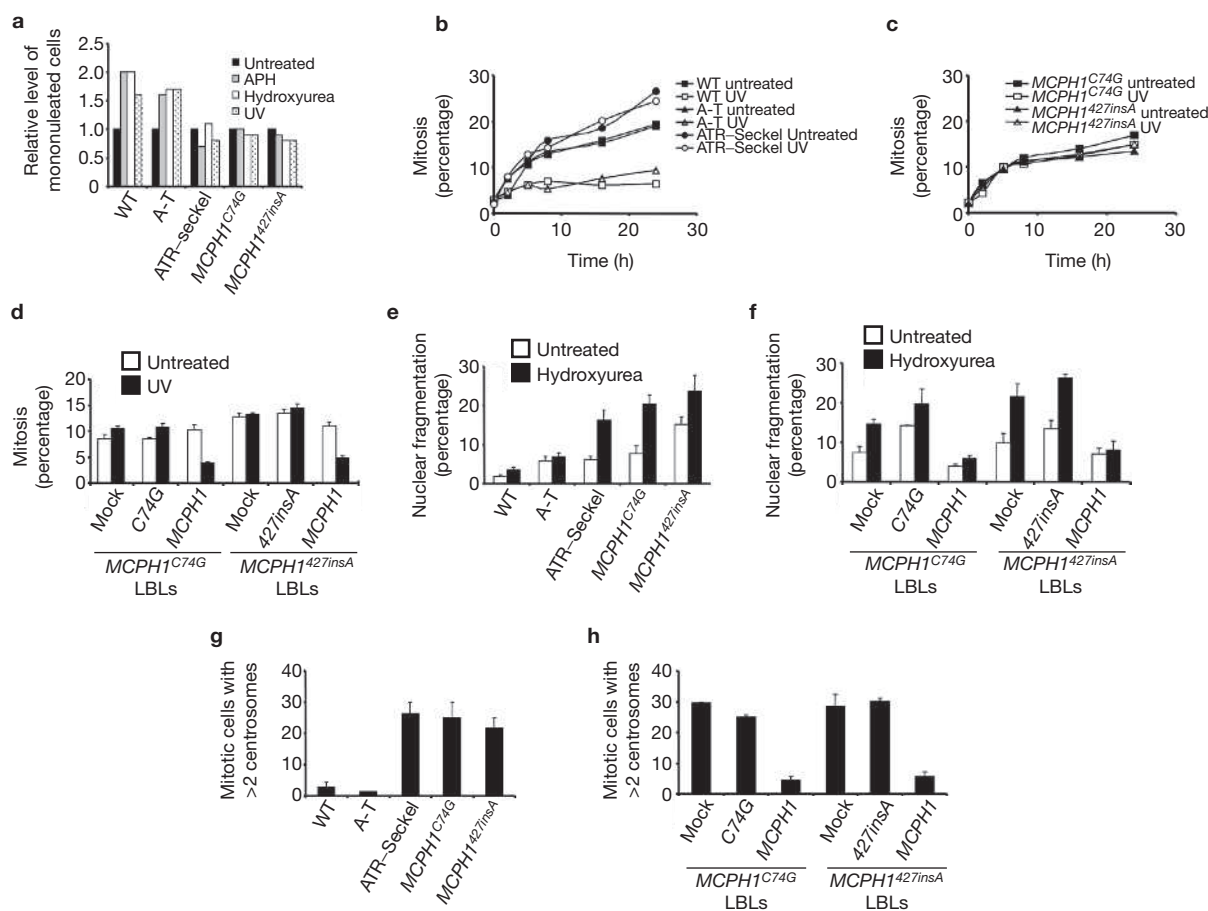 a
Relative level of
mononuleated cells
2.5
2.0
1.5
1.0
0.5
0
Untreated
APH
Hydroxyurea
UV
WT
A-T
ATR–seckel
MCPH1C74G
MCPH1427insA
b
Mitosis
(percentage)
30
20
10
0
0
10
20
30
Time (h)
WT untreated
WT UV
A-T untreated
A-T UV
ATR–Seckel Untreated
ATR–Seckel UV
c
Mitosis
(percentage)
30
20
10
0
0
10
20
30
Time (h)
MCPH1C74G untreated
MCPH1C74G UV
MCPH1427insA untreated
MCPH1427insA UV
d
Untreated
UV
Mitosis
(percentage)
20
15
10
5
0
Mock
C74G
MCPH1
Mock
427insA
MCPH1
MCPH1C74G
LBLs
MCPH1427insA
LBLs
e
Untreated
Hydroxyurea
Nuclear fragmentation
(percentage)
30
20
10
0
WT
A-T
ATR–Seckel
MCPH1C74G
MCPH1427insA
f
Untreated
Hydroxyurea
Nuclear fragmentation
(percentage)
30
20
10
0
Mock
C74G
MCPH1
Mock
427insA
MCPH1
MCPH1C74G
LBLs
MCPH1427insA
LBLs
g
Mitotic cells with
>2 centrosomes
40
30
20
10
0
WT
A-T
ATR–Seckel
MCPH1C74G
MCPH1427insA
h
Mitotic cells with
>2 centrosomes
40
30
20
10
0
Mock
C74G
MCPH1
Mock
427insA
MCPH1
MCPH1C74G
LBLs
MCPH1427insA
LBLs